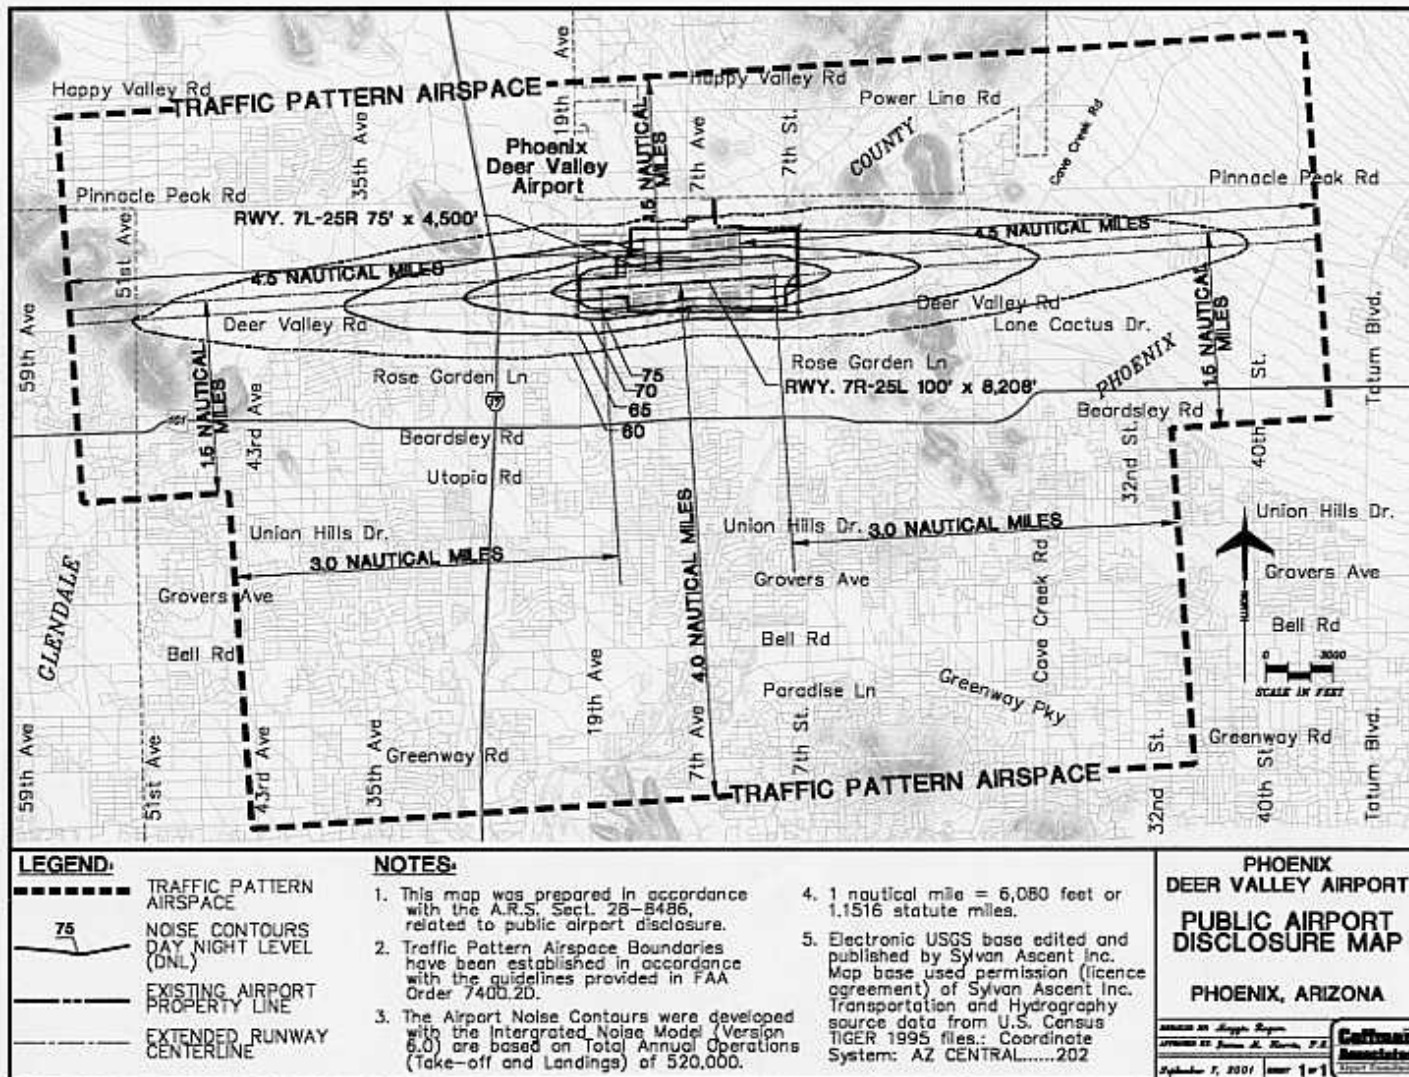 Happy Valley Rd
TRAFFIC PATTERN AIRSPACE
19th Ave
Happy Valley Rd
Power Line Rd
COUNTY
Cave Creek Rd
35th Ave
Phoenix
Deer Valley
Airport
1.5 NAUTICAL
MILES
7th Ave
7th St.
Pinnacle Peak Rd
Pinnacle Peak Rd
RWY. 7L-25R 75' x 4,500'
51st Ave
4.5 NAUTICAL MILES
4.5 NAUTICAL MILES
59th Ave
Deer Valley Rd
Deer Valley Rd
Lone Cactus Dr.
1.5 NAUTICAL
MILES
1.5 NAUTICAL
MILES
Tatum Blvd.
Rose Garden Ln
Rose Garden Ln
75
70
65
60
RWY. 7R-25L 100' x 8,208'
PHOENIX
40th St.
43rd Ave
101
17
Beardsley Rd
Beardsley Rd
Utopia Rd
32nd St.
Union Hills Dr.
Union Hills Dr.
Union Hills Dr.
3.0 NAUTICAL MILES
3.0 NAUTICAL MILES
4.0 NAUTICAL MILES
GLENDALE
Grovers Ave
Grovers Ave
Grovers Ave
Cave Creek Rd
Bell Rd
Bell Rd
Bell Rd
0 3000
SCALE IN FEET
Paradise Ln
Greenway Pky
19th Ave
7th Ave
7th St.
59th Ave
51st Ave
43rd Ave
35th Ave
Greenway Rd
Greenway Rd
32nd St.
40th St.
Tatum Blvd.
TRAFFIC PATTERN AIRSPACE
LEGEND:
TRAFFIC PATTERN
AIRSPACE
75
NOISE CONTOURS
DAY NIGHT LEVEL
(DNL)
EXISTING AIRPORT
PROPERTY LINE
EXTENDED RUNWAY
CENTERLINE
NOTES:
1. This map was prepared in accordance
with the A.R.S. Sect. 28-8486,
related to public airport disclosure.
2. Traffic Pattern Airspace Boundaries
have been established in accordance
with the guidelines provided in FAA
Order 7400.2D.
3. The Airport Noise Contours were developed
with the Intergrated Noise Model (Version
6.0) are based on Total Annual Operations
(Take-off and Landings) of 520,000.
4. 1 nautical mile = 6,080 feet or
1.1516 statute miles.
5. Electronic USGS base edited and
published by Sylvan Ascent Inc.
Map base used permission (licence
agreement) of Sylvan Ascent Inc.
Transportation and Hydrography
source data from U.S. Census
TIGER 1995 files.: Coordinate
System: AZ CENTRAL......202
PHOENIX
DEER VALLEY AIRPORT
PUBLIC AIRPORT
DISCLOSURE MAP
PHOENIX, ARIZONA
September 7, 2001
SHEET 1 of 1
Coffman
Associates